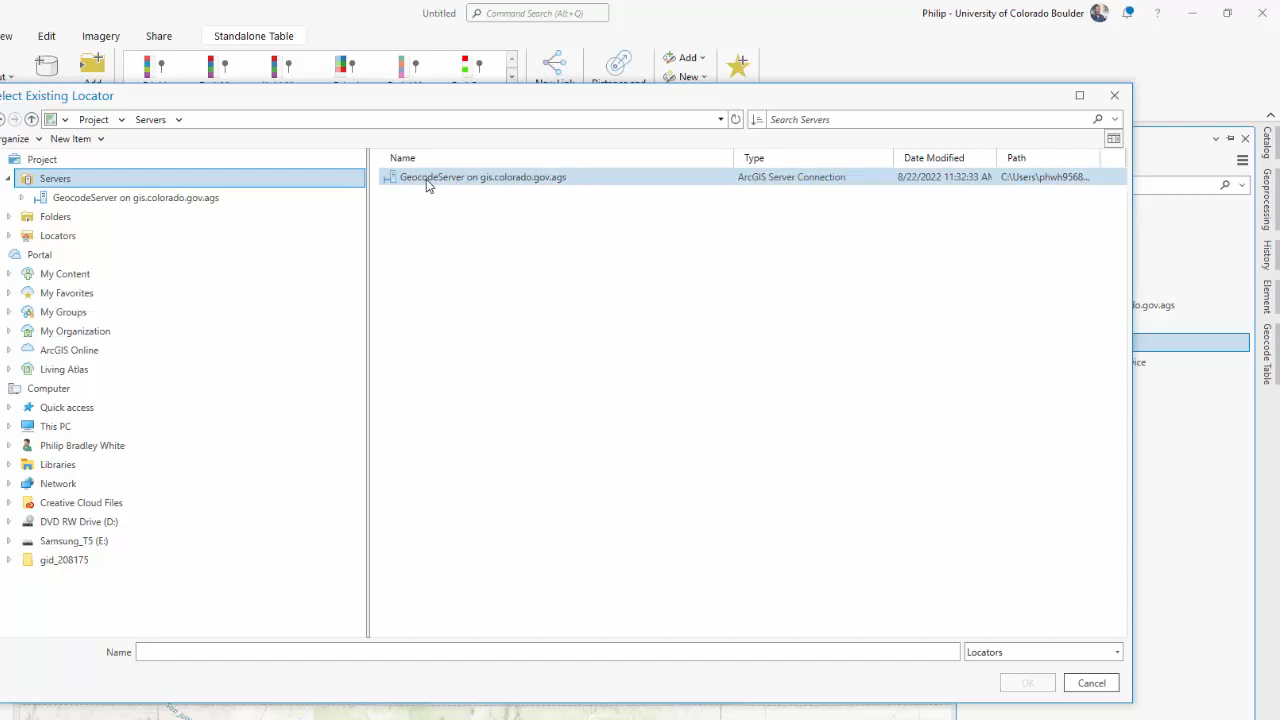 Untitled
Command Search (Alt+Q)
Philip - University of Colorado Boulder
?
Edit
Imagery
Share
Standalone Table
Add
New
elect Existing Locator
Project
Servers
Search Servers
rganize
New Item
Name
Type
Date Modified
Path
Project
Servers
GeocodeServer on gis.colorado.gov.ags
Folders
Locators
Portal
My Content
My Favorites
My Groups
My Organization
ArcGIS Online
Living Atlas
Computer
Quick access
This PC
Philip Bradley White
Libraries
Network
Creative Cloud Files
DVD RW Drive (D:)
Samsung_T5 (E:)
gid_208175
GeocodeServer on gis.colorado.gov.ags
ArcGIS Server Connection
8/22/2022 11:32:33 AM
C:\Users\phwh9568...
Name
Locators
OK
Cancel
do.gov.ags
vice
Catalog
Geoprocessing
History
Element
Geocode Table